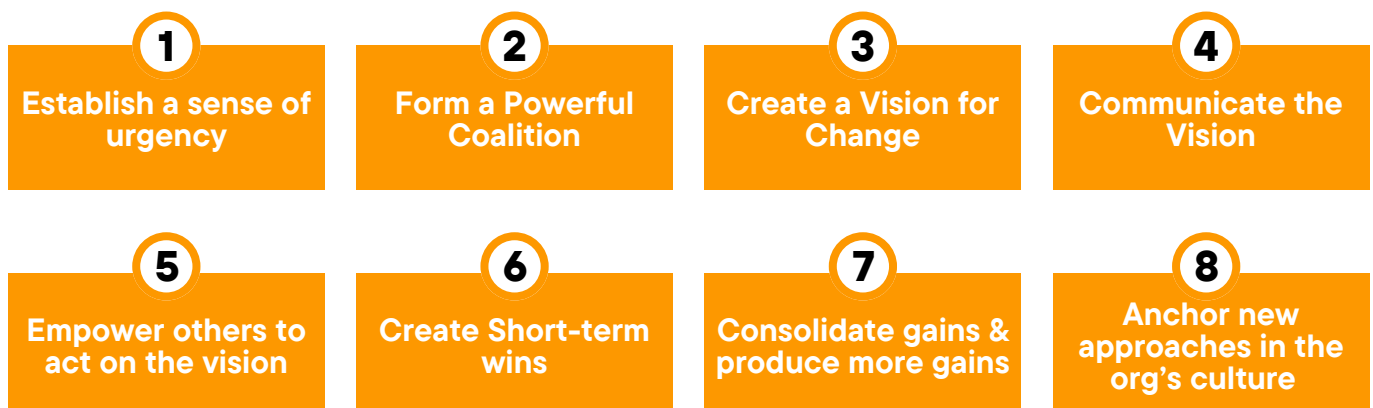 1
Establish a sense of
urgency
2
Form a Powerful
Coalition
3
Create a Vision for
Change
4
Communicate the
Vision
5
Empower others to
act on the vision
6
Create Short-term
wins
7
Consolidate gains &
produce more gains
8
Anchor new
approaches in the
org's culture